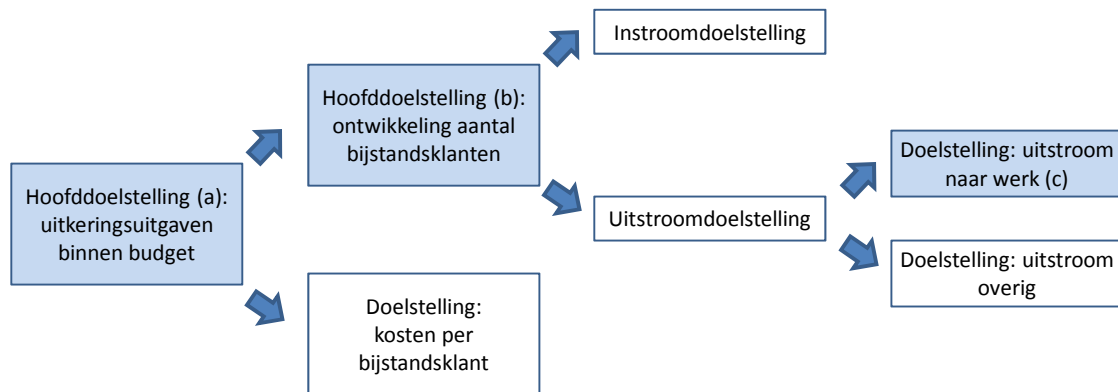 Hoofddoelstelling (a):
uitkeringsuitgaven
binnen budget
Hoofddoelstelling (b):
ontwikkeling aantal
bijstandsklanten
Doelstelling:
kosten per
bijstandsklant
Instroomdoelstelling
Uitstroomdoelstelling
Doelstelling: uitstroom
naar werk (c)
Doelstelling: uitstroom
overig